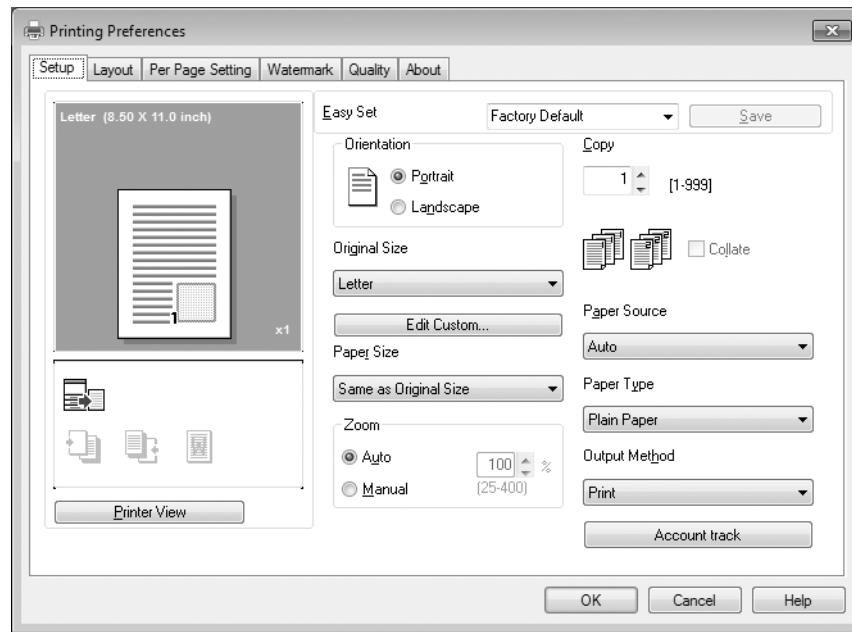 Printing Preferences
Setup Layout Per Page Setting Watermark Quality About
Letter (8.50 X 11.0 inch)
1
x1
Printer View
Easy Set Factory Default Save
Orientation
Portrait
Landscape
Original Size
Letter
Edit Custom...
Paper Size
Same as Original Size
Zoom
Auto
Manual
100 %
(25-400)
Copy
1 [1-999]
Collate
Paper Source
Auto
Paper Type
Plain Paper
Output Method
Print
Account track
OK Cancel Help